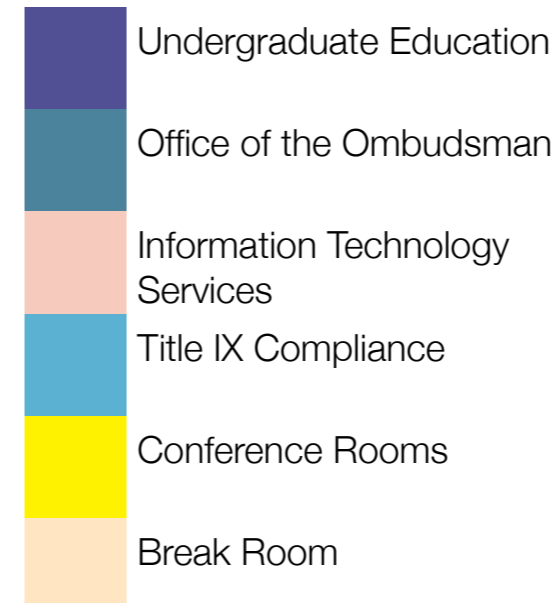 Undergraduate Education
Office of the Ombudsman
Information Technology
Services
Title IX Compliance
Conference Rooms
Break Room